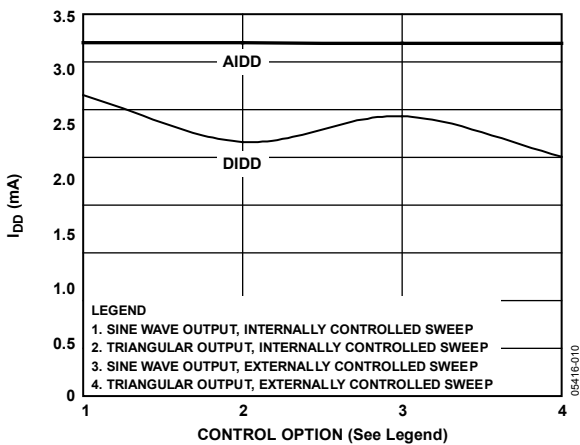 3.5
3.0
2.5
2.0
1.5
1.0
0.5
0
I_DD (mA)
AIDD
DIDD
LEGEND
1. SINE WAVE OUTPUT, INTERNALLY CONTROLLED SWEEP
2. TRIANGULAR OUTPUT, INTERNALLY CONTROLLED SWEEP
3. SINE WAVE OUTPUT, EXTERNALLY CONTROLLED SWEEP
4. TRIANGULAR OUTPUT, EXTERNALLY CONTROLLED SWEEP
1 2 3 4
CONTROL OPTION (See Legend)
05416-010